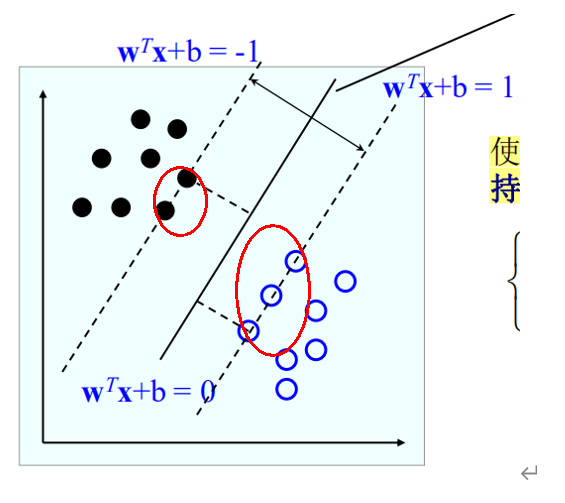 wᵀx+b = -1
wᵀx+b = 1
使
持
{
wᵀx+b = 0
↵